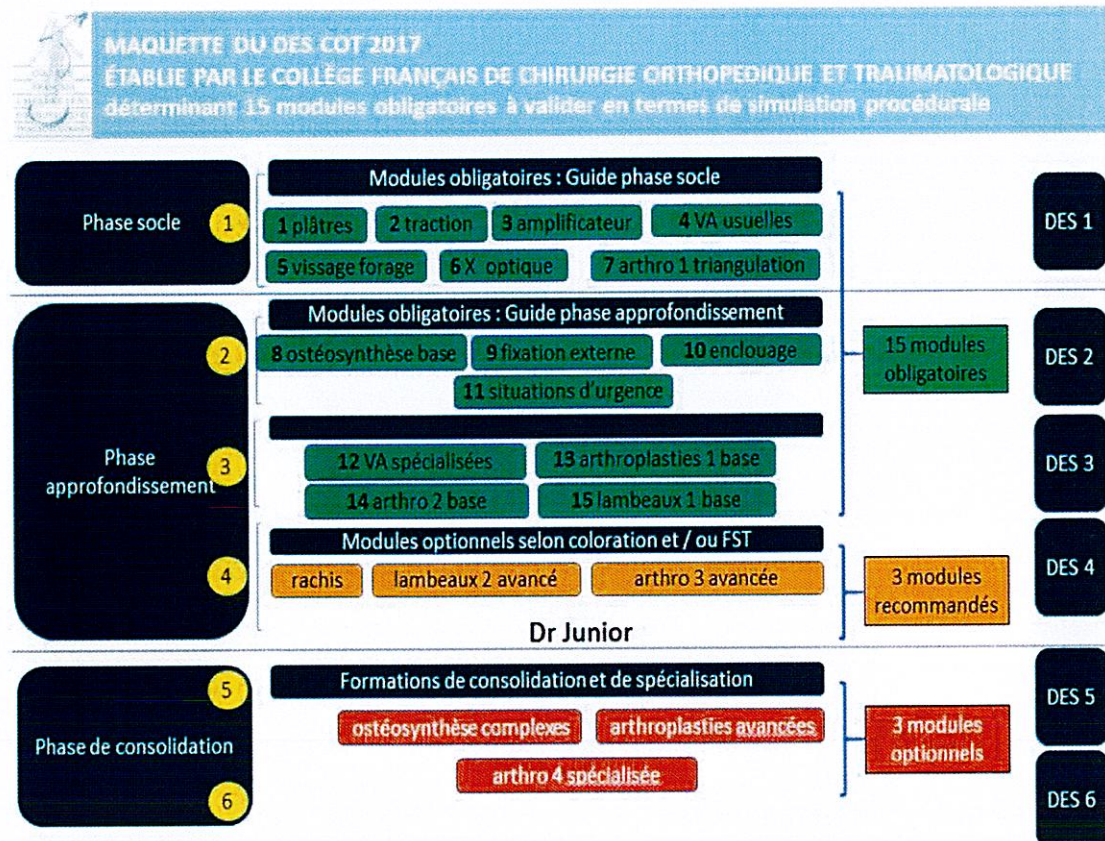 MAQUETTE DU DES COT 2017
ÉTABLIE PAR LE COLLÈGE FRANÇAIS DE CHIRURGIE ORTHOPEDIQUE ET TRAUMATOLOGIQUE
déterminant 15 modules obligatoires à valider en termes de simulation procédurale
Phase socle
1
Modules obligatoires : Guide phase socle
1 plâtres
2 traction
3 amplificateur
4 VA usuelles
5 vissage forage
6 X optique
7 arthro 1 triangulation
DES 1
Phase
approfondissement
2
Modules obligatoires : Guide phase approfondissement
8 ostéosynthèse base
9 fixation externe
10 enclouage
11 situations d'urgence
15 modules
obligatoires
DES 2
3
12 VA spécialisées
13 arthroplasties 1 base
14 arthro 2 base
15 lambeaux 1 base
DES 3
4
Modules optionnels selon coloration et / ou FST
rachis
lambeaux 2 avancé
arthro 3 avancée
3 modules
recommandés
DES 4
Dr Junior
Phase de consolidation
5
6
Formations de consolidation et de spécialisation
ostéosynthèse complexes
arthroplasties avancées
arthro 4 spécialisée
3 modules
optionnels
DES 5
DES 6